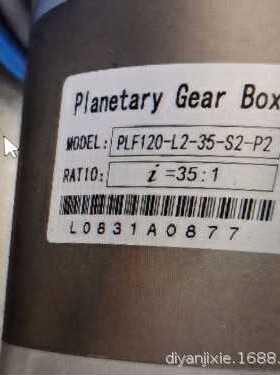 Planetary Gear Box
MODEL: PLF120-L2-35-S2-P2
RATIO: i=35:1
L0831A0877
diyanjixie.1688.